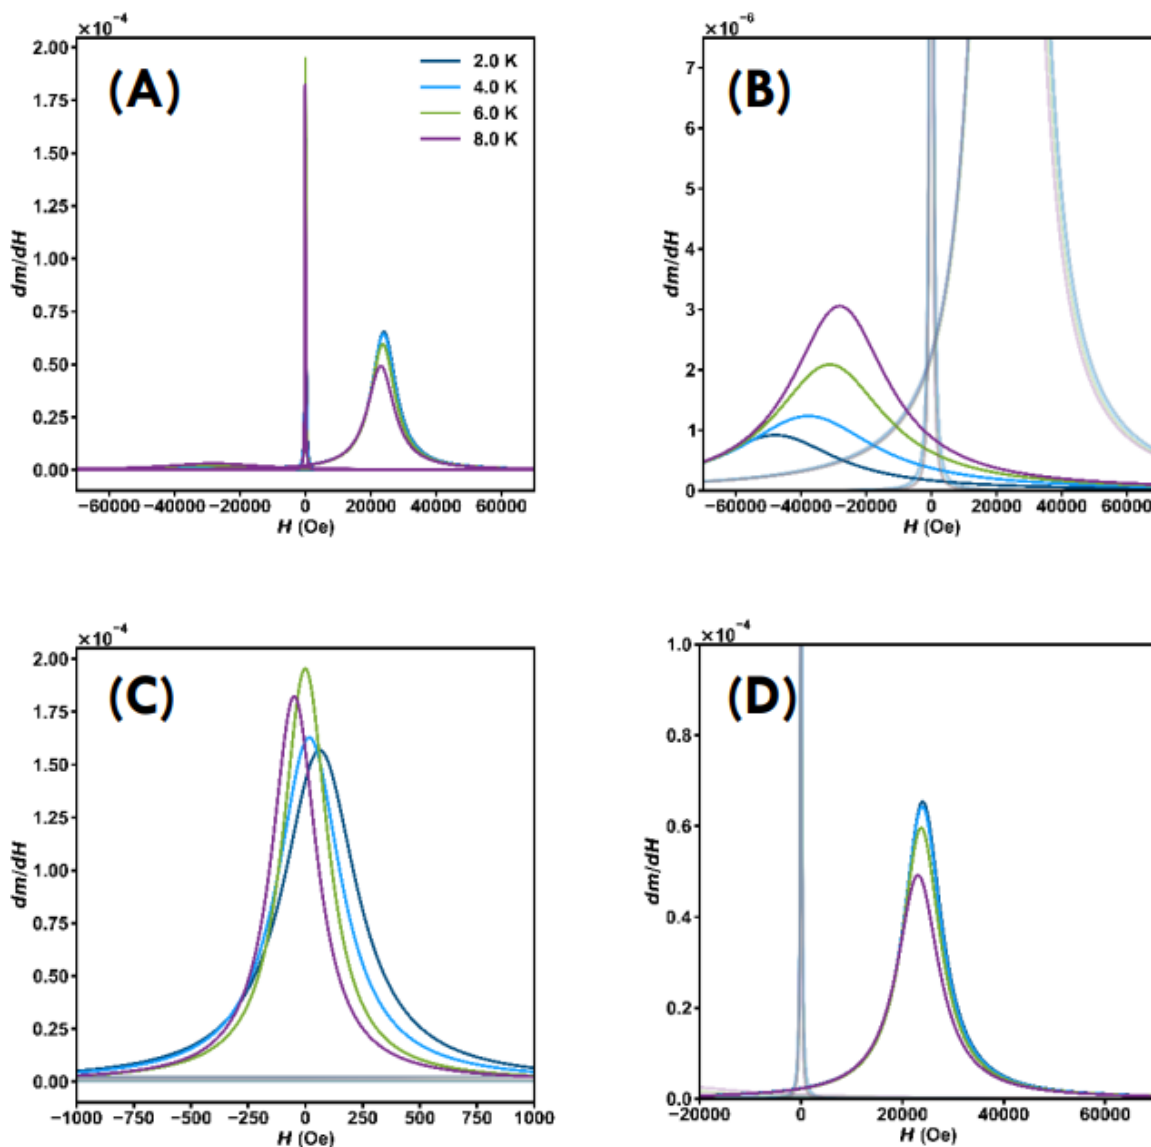 ×10⁻⁴
2.00
1.75
1.50
1.25
1.00
0.75
0.50
0.25
0.00
dm/dH
(A)
2.0 K
4.0 K
6.0 K
8.0 K
−60000 −40000 −20000 0 20000 40000 60000
H (Oe)
×10⁻⁶
7
6
5
4
3
2
1
0
dm/dH
(B)
−60000 −40000 −20000 0 20000 40000 60000
H (Oe)
×10⁻⁴
2.00
1.75
1.50
1.25
1.00
0.75
0.50
0.25
0.00
dm/dH
(C)
−1000 −750 −500 −250 0 250 500 750 1000
H (Oe)
×10⁻⁴
1.0
0.8
0.6
0.4
0.2
0.0
dm/dH
(D)
−20000 0 20000 40000 60000
H (Oe)